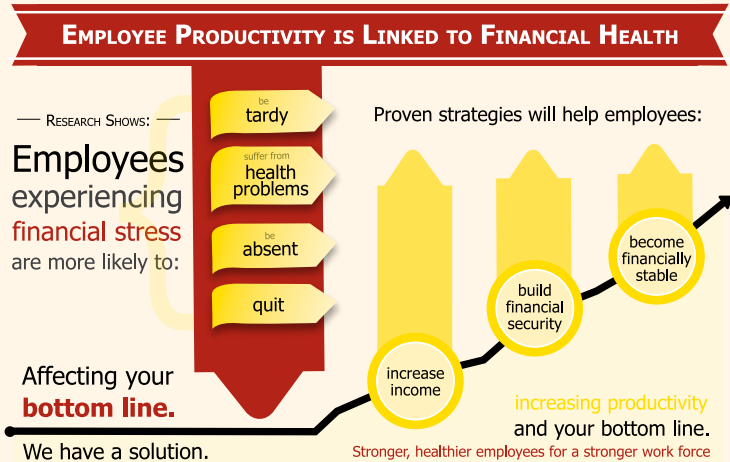 EMPLOYEE PRODUCTIVITY IS LINKED TO FINANCIAL HEALTH
RESEARCH SHOWS:
Employees
experiencing
financial stress
are more likely to:
be
tardy
suffer from
health
problems
be
absent
quit
Affecting your
bottom line.
We have a solution.
Proven strategies will help employees:
increase
income
build
financial
security
become
financially
stable
increasing productivity
and your bottom line.
Stronger, healthier employees for a stronger work force